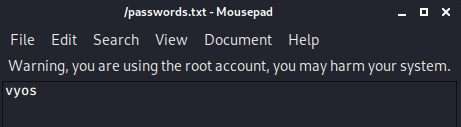 /passwords.txt - Mousepad
File Edit Search View Document Help
Warning, you are using the root account, you may harm your system.
vyos